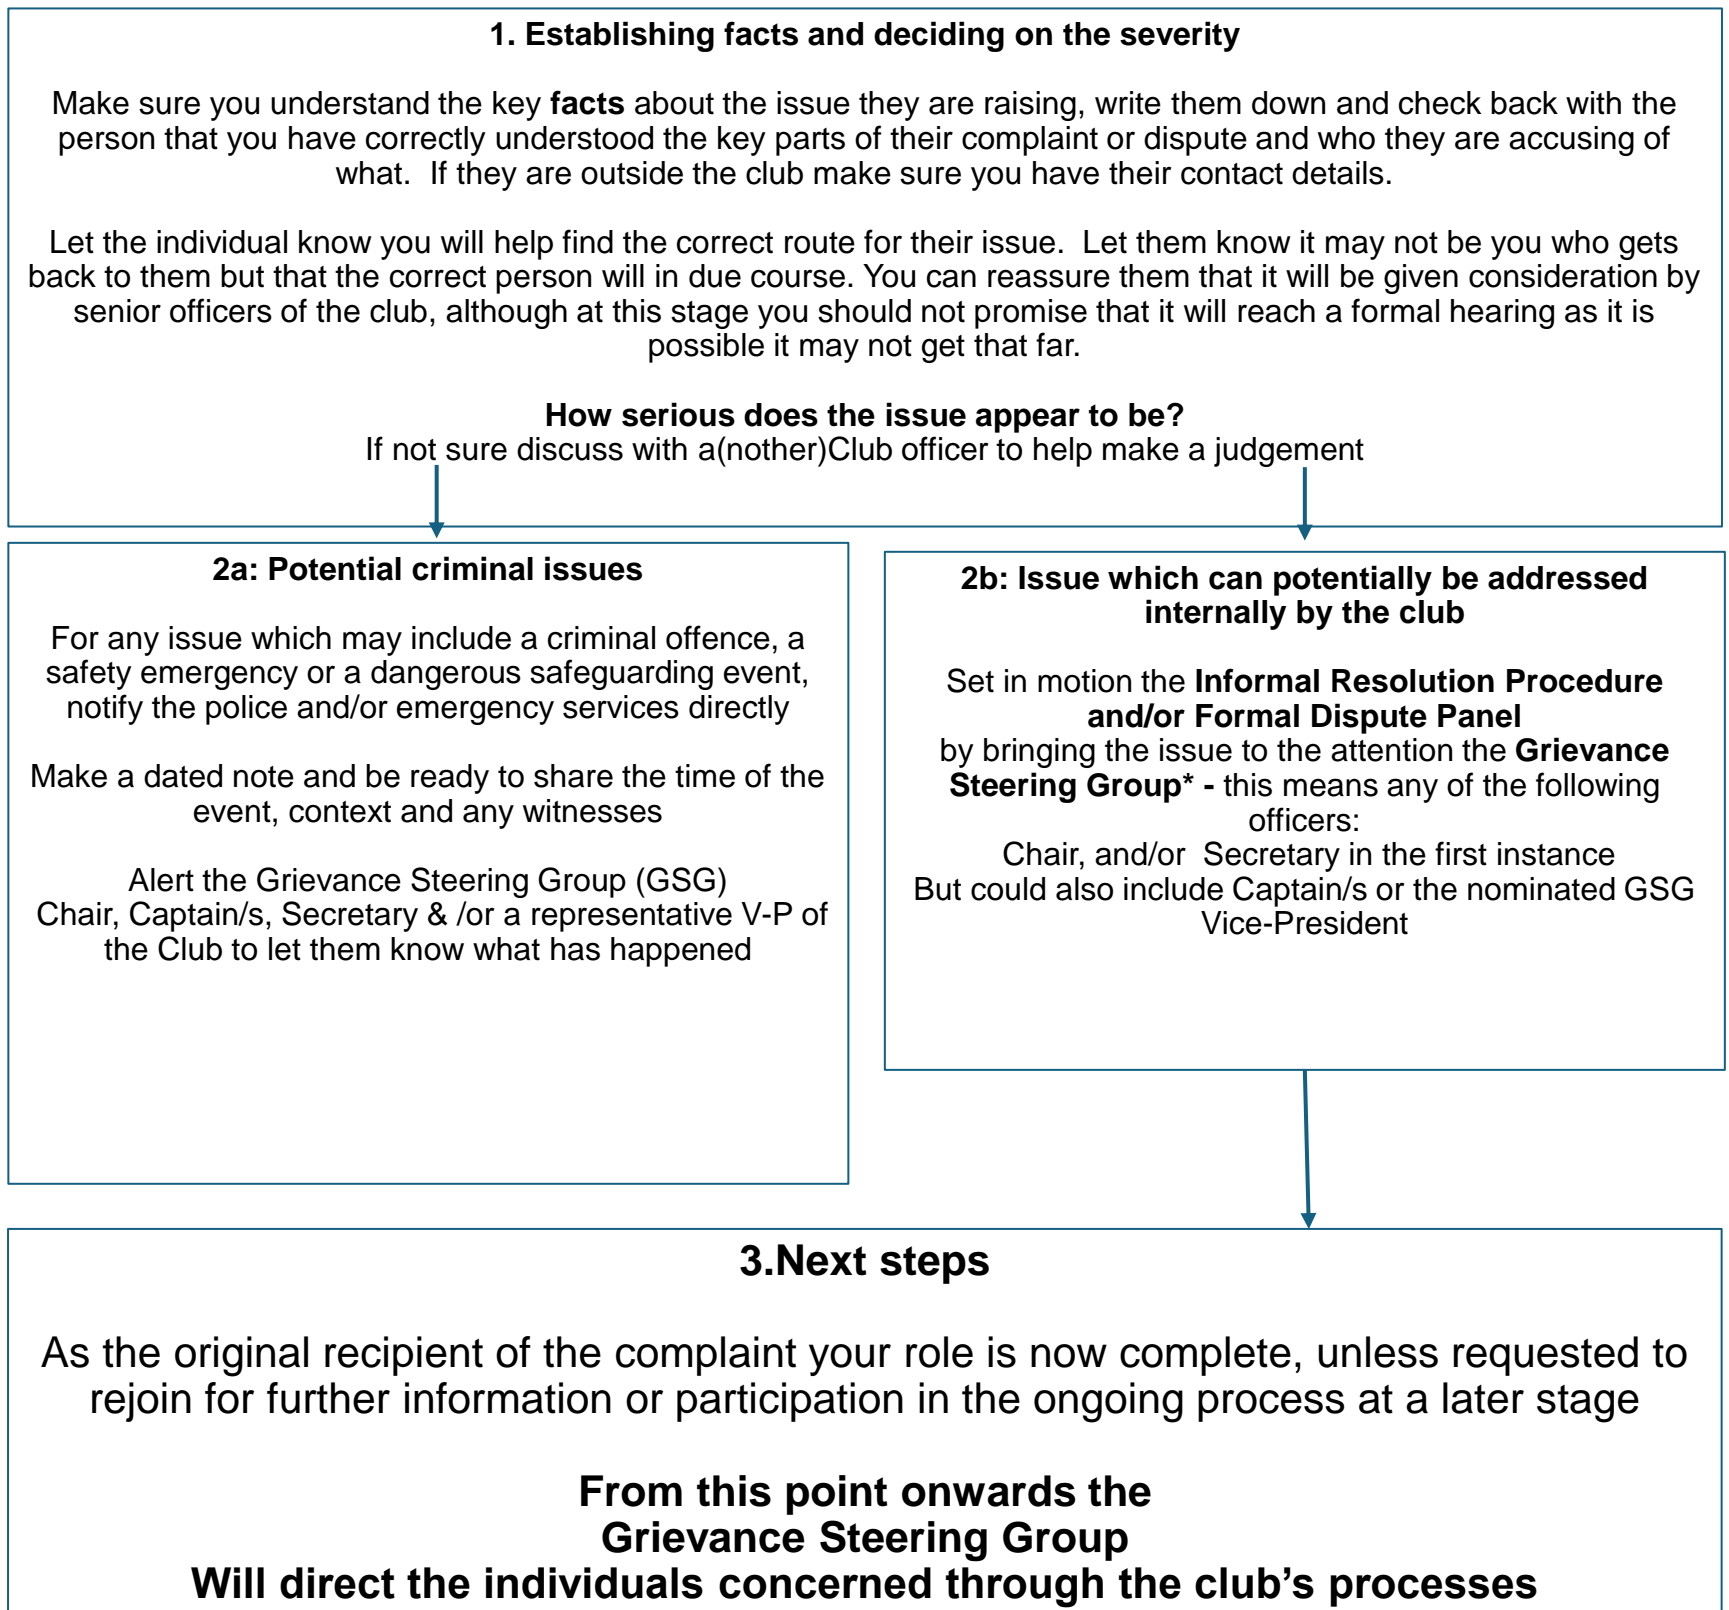 1. Establishing facts and deciding on the severity
Make sure you understand the key facts about the issue they are raising, write them down and check back with the
person that you have correctly understood the key parts of their complaint or dispute and who they are accusing of
what.  If they are outside the club make sure you have their contact details.
Let the individual know you will help find the correct route for their issue.  Let them know it may not be you who gets
back to them but that the correct person will in due course. You can reassure them that it will be given consideration by
senior officers of the club, although at this stage you should not promise that it will reach a formal hearing as it is
possible it may not get that far.
How serious does the issue appear to be?
If not sure discuss with a(nother)Club officer to help make a judgement
2a: Potential criminal issues
For any issue which may include a criminal offence, a
safety emergency or a dangerous safeguarding event,
notify the police and/or emergency services directly
Make a dated note and be ready to share the time of the
event, context and any witnesses
Alert the Grievance Steering Group (GSG)
Chair, Captain/s, Secretary & /or a representative V-P of
the Club to let them know what has happened
2b: Issue which can potentially be addressed
internally by the club
Set in motion the Informal Resolution Procedure
and/or Formal Dispute Panel
by bringing the issue to the attention the Grievance
Steering Group* - this means any of the following
officers:
Chair, and/or  Secretary in the first instance
But could also include Captain/s or the nominated GSG
Vice-President
3.Next steps
As the original recipient of the complaint your role is now complete, unless requested to
rejoin for further information or participation in the ongoing process at a later stage
From this point onwards the
Grievance Steering Group
Will direct the individuals concerned through the club's processes